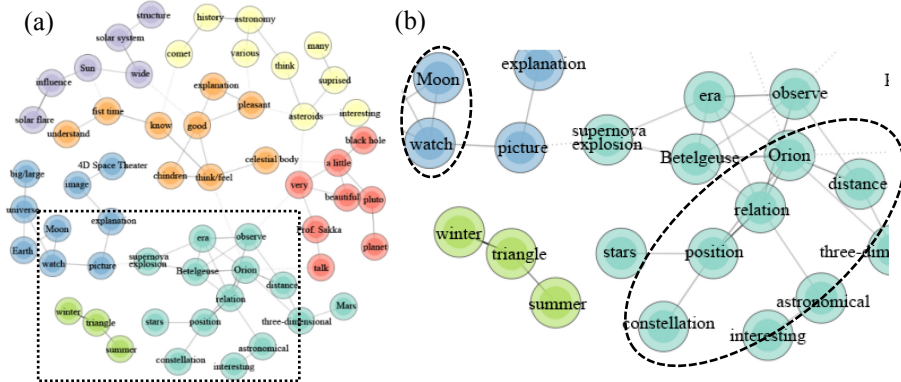 (a)
structure
history
astronomy
solar system
many
comet
various
Sun
wide
think
suprised
influence
explanation
fist time
pleasant
solar flare
understand
know
good
asteroids
interesting
black hole
4D Space Theater
celestial body
a little
big/large
image
chindren
think/feel
very
beautiful
pluto
universe
explanation
Moon
era
observe
Prof. Sakka
planet
Earth
watch
picture
supernova
explosion
Betelgeuse
Orion
talk
distance
relation
winter
triangle
stars
position
three-dimensional
Mars
summer
constellation
astronomical
interesting
(b)
Moon
explanation
era
observe
watch
picture
supernova
explosion
Betelgeuse
Orion
distance
relation
winter
triangle
stars
position
three-dim
summer
astronomical
constellation
interesting